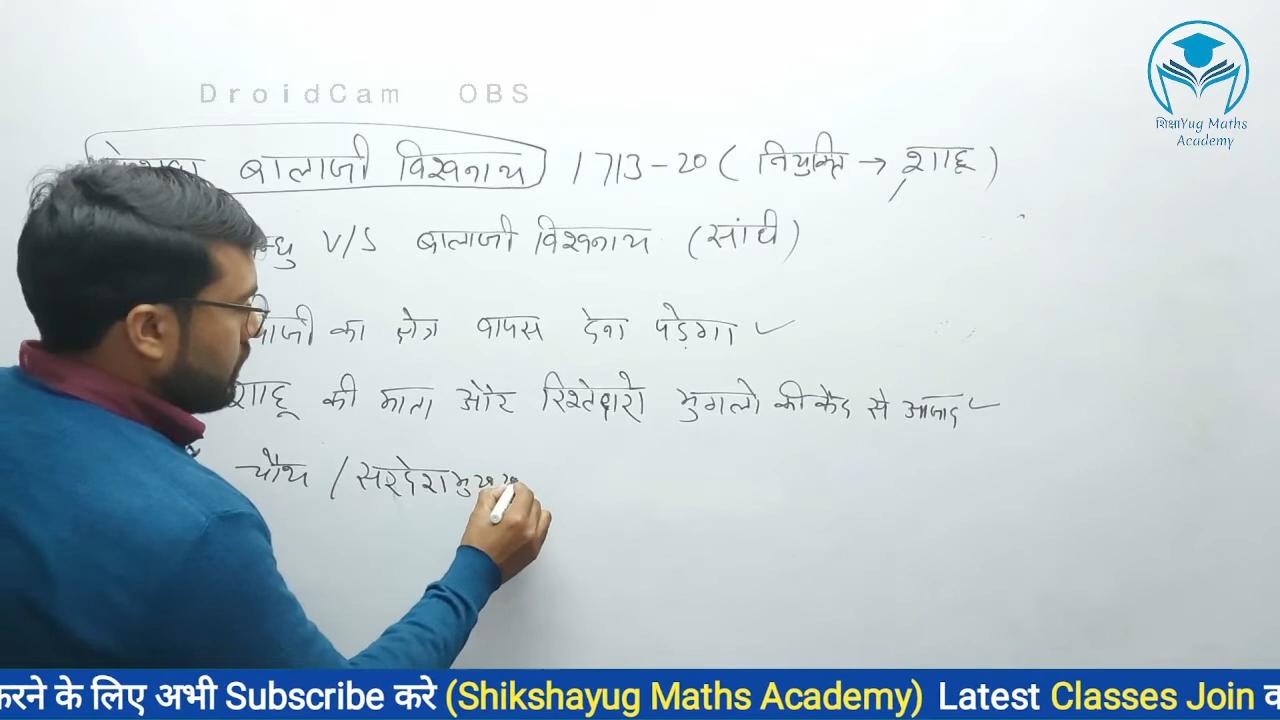 DroidCam OBS
शिक्षाYug Maths
Academy
बालाजी विश्वनाथ 1713-20 ( नियुक्ति → शाहू )
V/S बालाजी विश्वनाथ (सांधी)
का क्षेत्र वापस देना पड़ेगा ✓
शाहू की माता और रिश्तेदारो मुगलो की कैद से आजाद ✓
चौथ / सरदेशमुख
करने के लिए अभी Subscribe करे (Shikshayug Maths Academy) Latest Classes Join